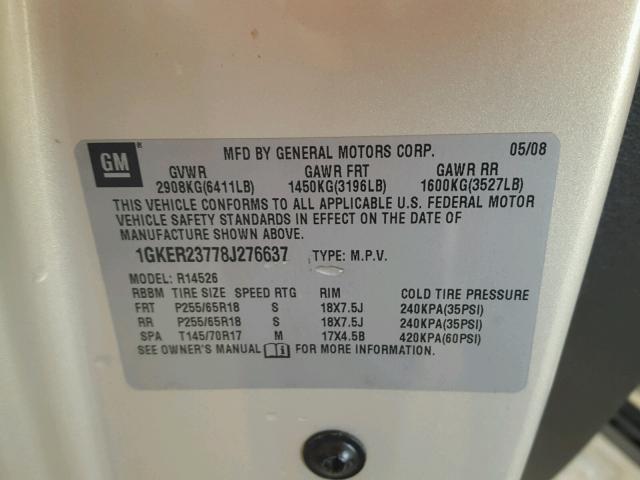 GM ® MFD BY GENERAL MOTORS CORP. 05/08
GVWR GAWR FRT GAWR RR
2908KG(6411LB) 1450KG(3196LB) 1600KG(3527LB)
THIS VEHICLE CONFORMS TO ALL APPLICABLE U.S. FEDERAL MOTOR
VEHICLE SAFETY STANDARDS IN EFFECT ON THE DATE OF
MANUFACTURE SHOWN ABOVE.
1GKER23778J276637 TYPE: M.P.V.
MODEL: R14526
RBBM TIRE SIZE SPEED RTG RIM COLD TIRE PRESSURE
FRT P255/65R18 S 18X7.5J 240KPA(35PSI)
RR P255/65R18 S 18X7.5J 240KPA(35PSI)
SPA T145/70R17 M 17X4.5B 420KPA(60PSI)
SEE OWNER'S MANUAL i FOR MORE INFORMATION.